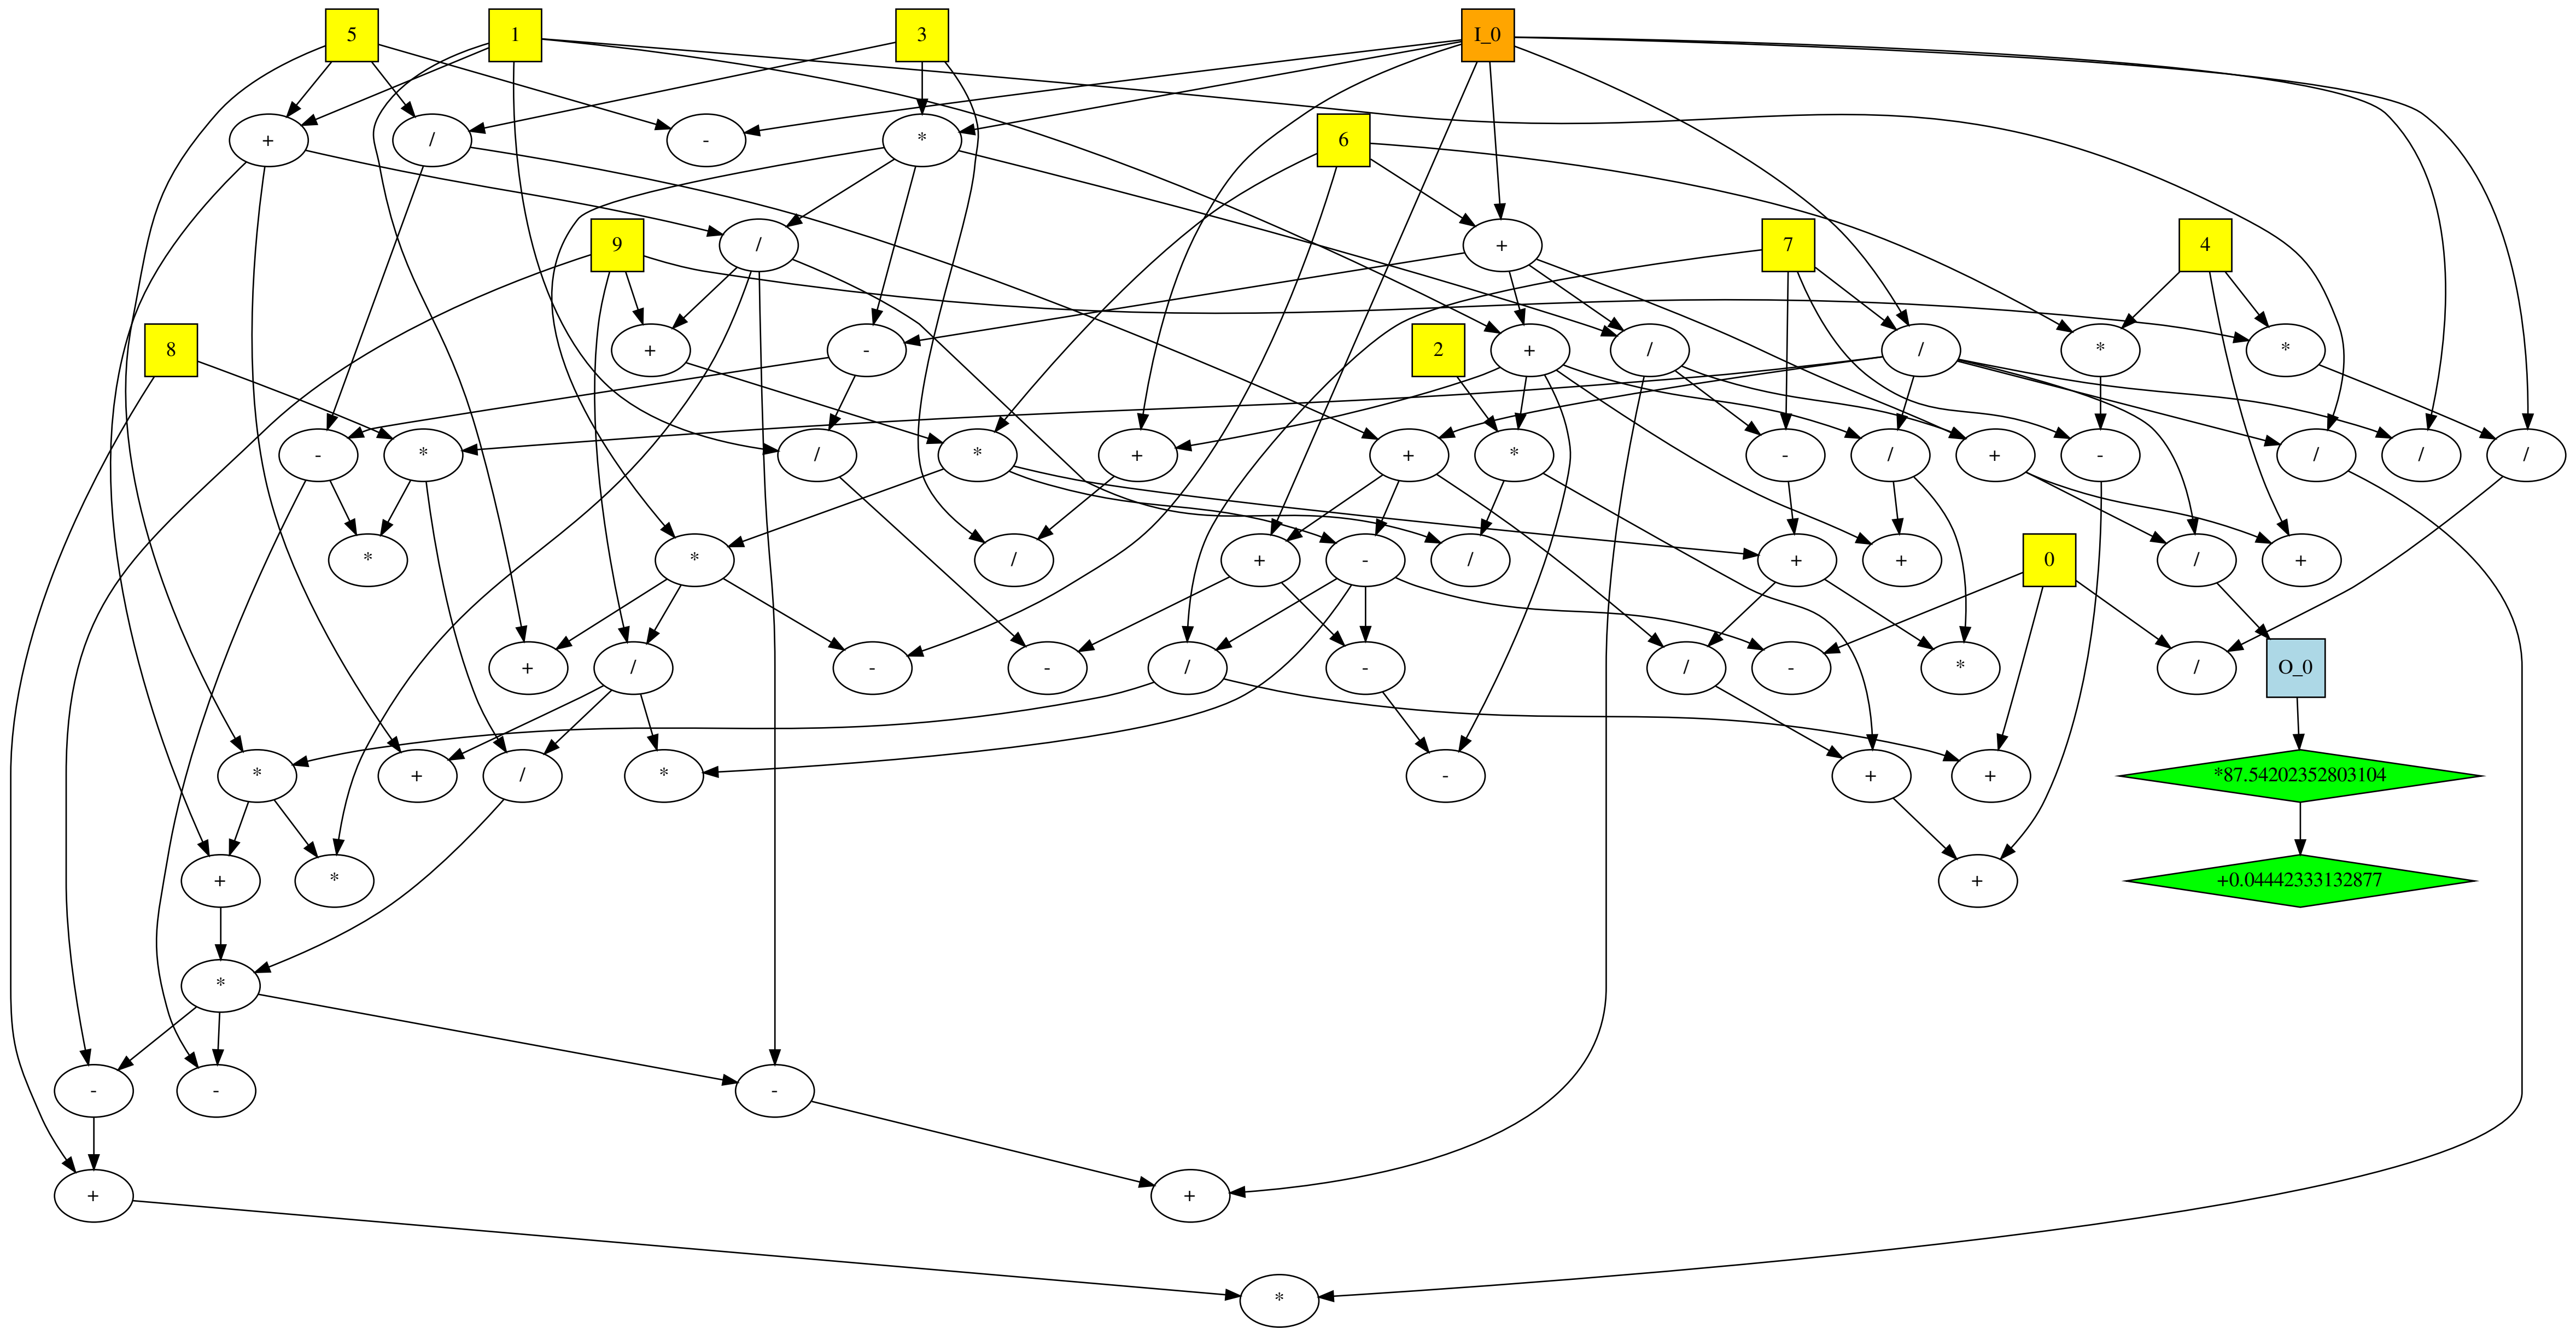 5 1 3 I_0
+ / - * 6
9 / + 7 4
8 + - 2 + / / * *
- * / + * + * - / + - / / /
* / + - / + + / +
0
+ / - - / - / - * / O_0
* + / * - + + *87.54202352803104
+ * + +0.04442333132877
*
- - -
+ +
*